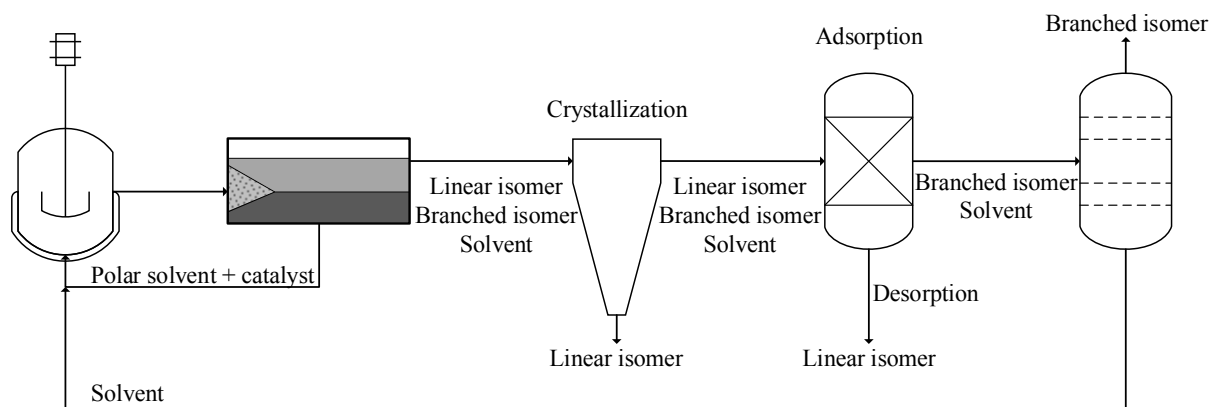 Branched isomer
Adsorption
Crystallization
Linear isomer
Branched isomer
Solvent
Linear isomer
Branched isomer
Solvent
Branched isomer
Solvent
Polar solvent + catalyst
Desorption
Linear isomer
Linear isomer
Solvent